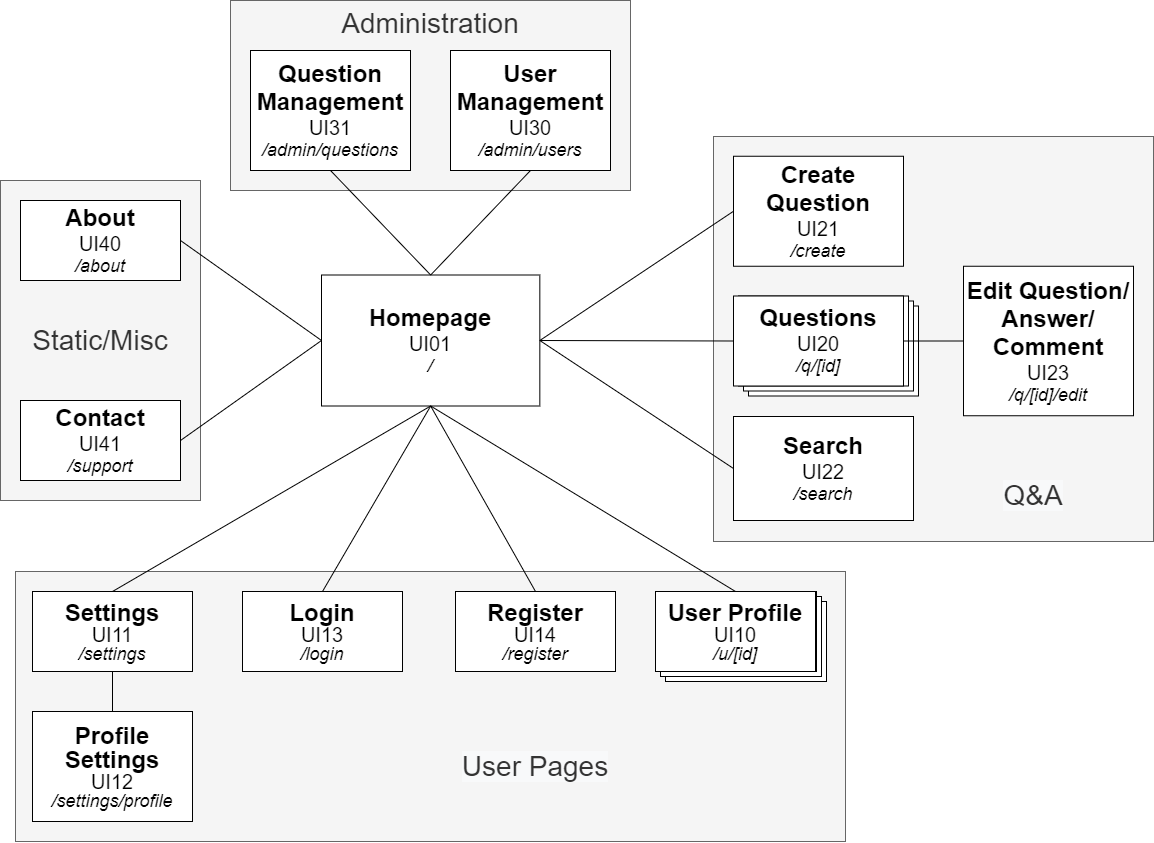 Administration
Question
Management
UI31
/admin/questions
User
Management
UI30
/admin/users
About
UI40
/about
Static/Misc
Contact
UI41
/support
Homepage
UI01
/
Create
Question
UI21
/create
Questions
UI20
/q/[id]
Edit Question/
Answer/
Comment
UI23
/q/[id]/edit
Search
UI22
/search
Q&A
Settings
UI11
/settings
Login
UI13
/login
Register
UI14
/register
User Profile
UI10
/u/[id]
Profile
Settings
UI12
/settings/profile
User Pages